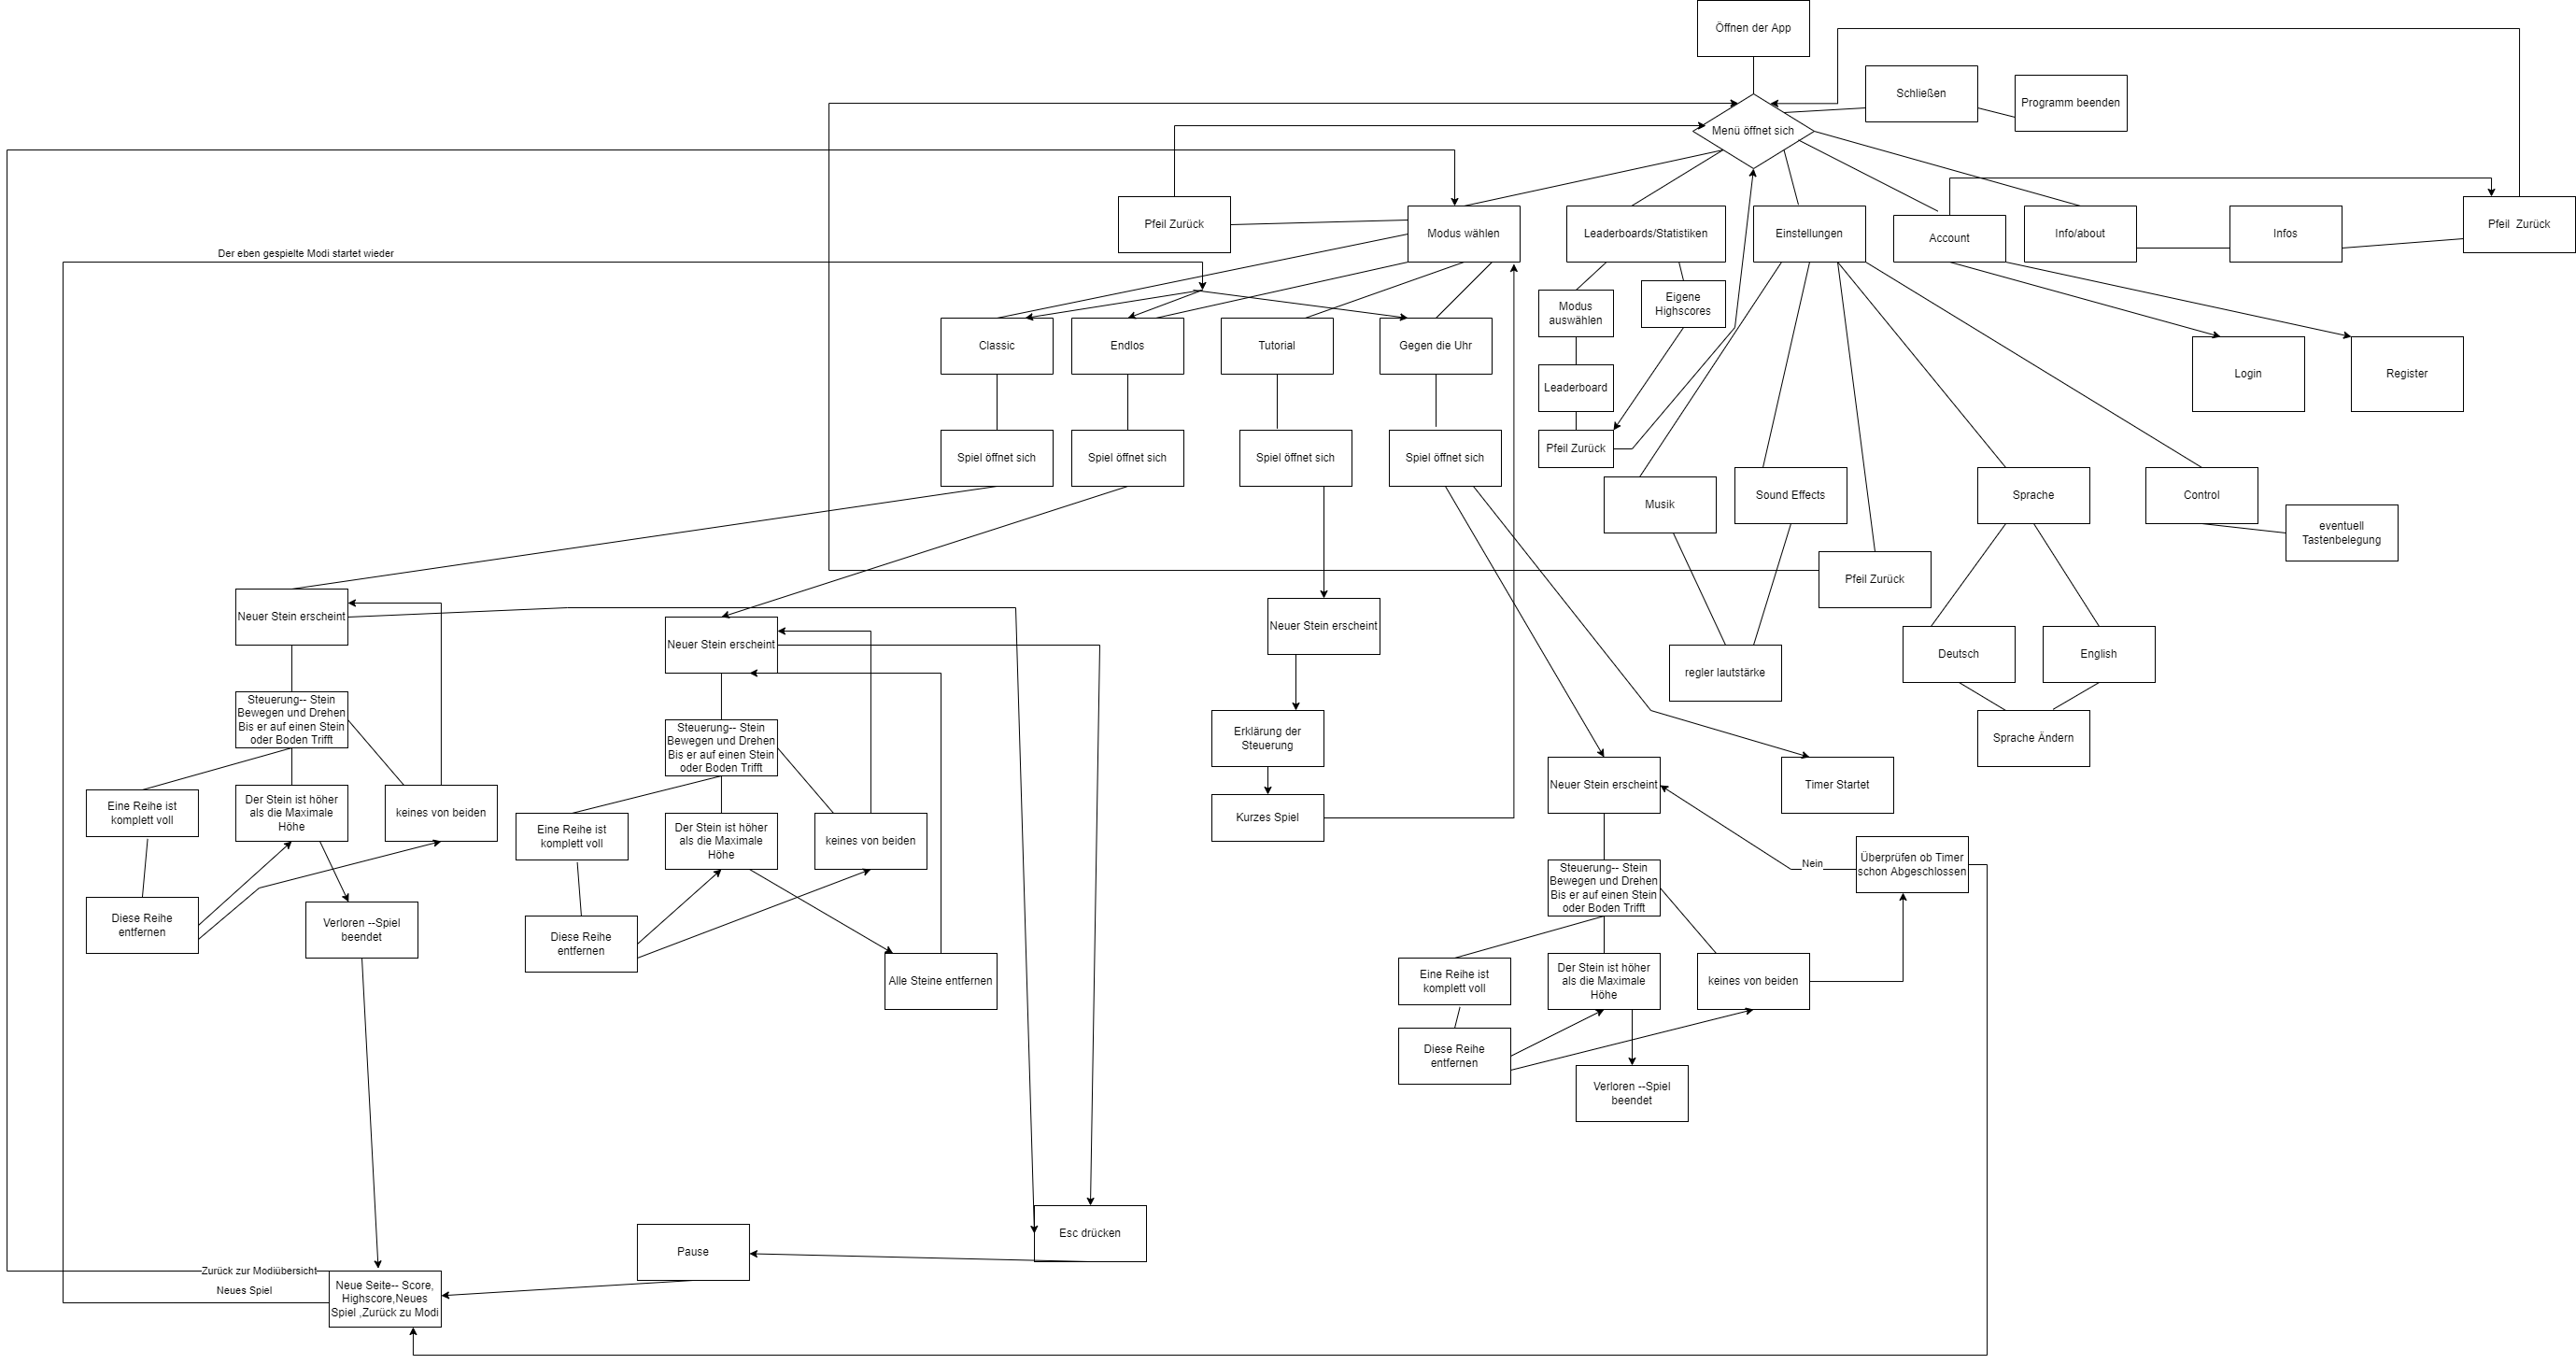 Öffnen der App
Schließen
Programm beenden
Menü öffnet sich
Pfeil Zurück
Modus wählen
Leaderboards/Statistiken
Einstellungen
Account
Info/about
Infos
Pfeil  Zurück
Der eben gespielte Modi startet wieder
Modus
auswählen
Eigene
Highscores
Classic
Endlos
Tutorial
Gegen die Uhr
Leaderboard
Login
Register
Spiel öffnet sich
Spiel öffnet sich
Spiel öffnet sich
Spiel öffnet sich
Pfeil Zurück
Musik
Sound Effects
Sprache
Control
eventuell
Tastenbelegung
Pfeil Zurück
Neuer Stein erscheint
Neuer Stein erscheint
Neuer Stein erscheint
regler lautstärke
Deutsch
English
Steuerung-- Stein
Bewegen und Drehen
Bis er auf einen Stein
oder Boden Trifft
Steuerung-- Stein
Bewegen und Drehen
Bis er auf einen Stein
oder Boden Trifft
Erklärung der
Steuerung
Sprache Ändern
Neuer Stein erscheint
Timer Startet
Eine Reihe ist
komplett voll
Der Stein ist höher
als die Maximale
Höhe
keines von beiden
Eine Reihe ist
komplett voll
Der Stein ist höher
als die Maximale
Höhe
keines von beiden
Kurzes Spiel
Nein
Überprüfen ob Timer
schon Abgeschlossen
Steuerung-- Stein
Bewegen und Drehen
Bis er auf einen Stein
oder Boden Trifft
Diese Reihe
entfernen
Verloren --Spiel
beendet
Diese Reihe
entfernen
Alle Steine entfernen
Eine Reihe ist
komplett voll
Der Stein ist höher
als die Maximale
Höhe
keines von beiden
Diese Reihe
entfernen
Verloren --Spiel
beendet
Esc drücken
Pause
Zurück zur Modiübersicht
Neues Spiel
Neue Seite-- Score,
Highscore,Neues
Spiel ,Zurück zu Modi